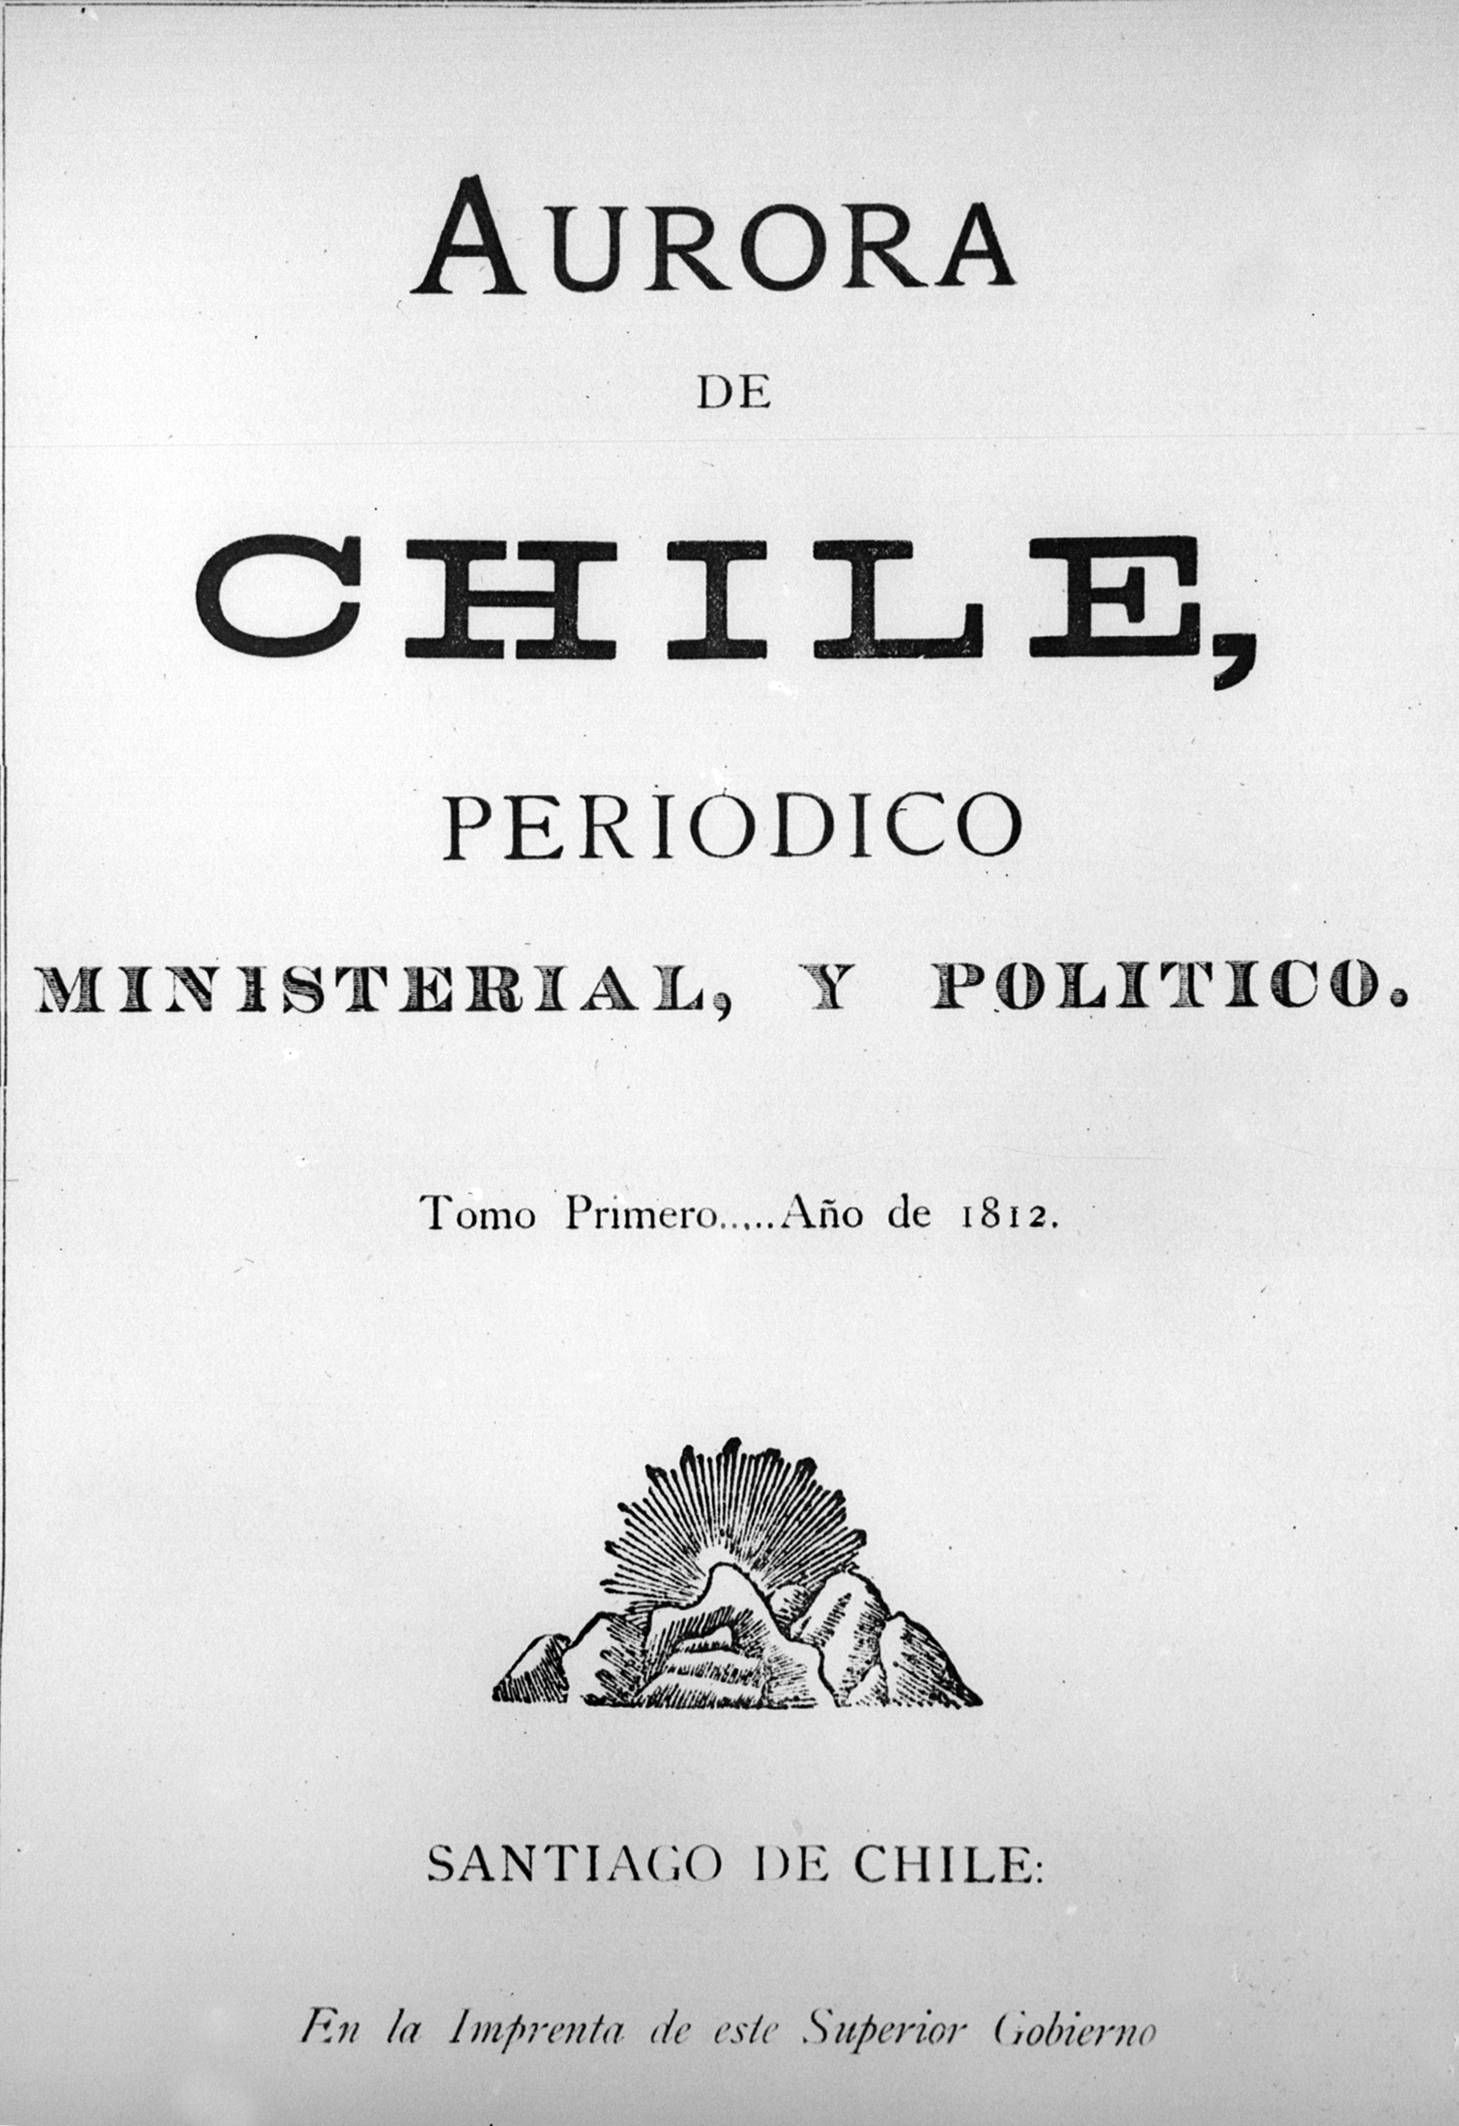 AURORA
DE
CHILE,
PERIODICO
MINISTERIAL, Y POLITICO.
Tomo Primero.....Año de 1812.
SANTIAGO DE CHILE:
En la Imprenta de este Superior Gobierno